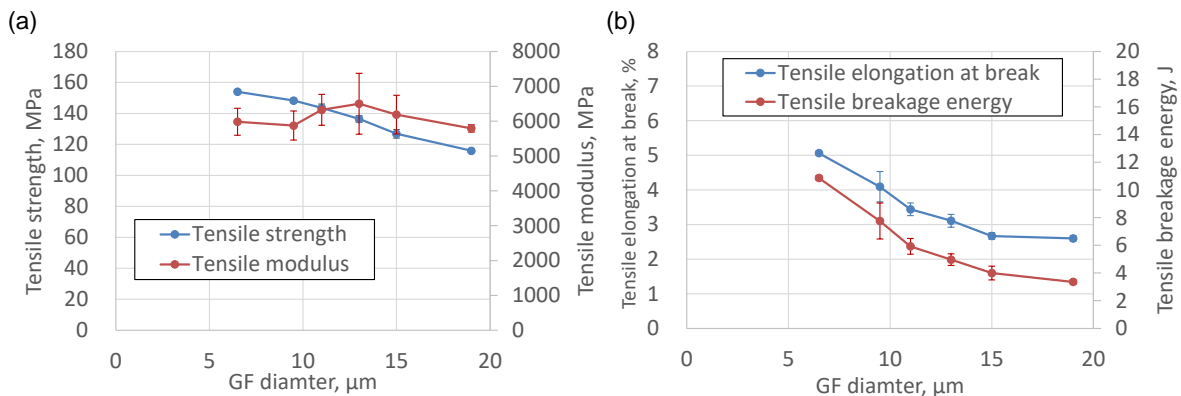 (a)
180
160
140
120
100
80
60
40
20
0
Tensile strength, MPa
8000
7000
6000
5000
4000
3000
2000
1000
0
Tensile modulus, MPa
Tensile strength
Tensile modulus
0 5 10 15 20
GF diamter, µm
(b)
8
7
6
5
4
3
2
1
0
Tensile elongation at break, %
20
18
16
14
12
10
8
6
4
2
0
Tensile breakage energy, J
Tensile elongation at break
Tensile breakage energy
0 5 10 15 20
GF diamter, µm